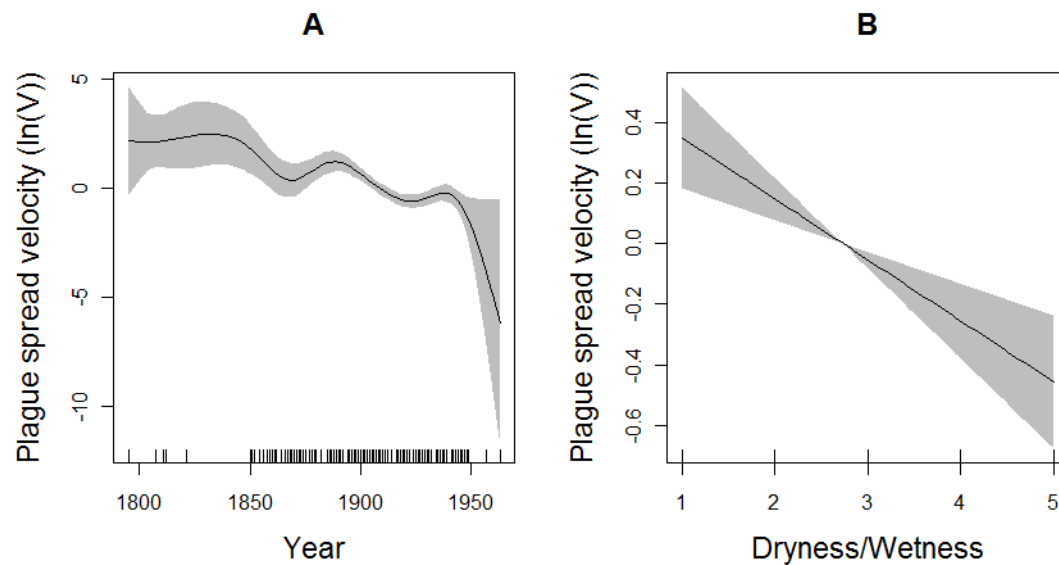 A
B
Plague spread velocity (ln(V))
5
0
-5
-10
1800 1850 1900 1950
Year
Plague spread velocity (ln(V))
0.4
0.2
0.0
-0.2
-0.4
-0.6
1 2 3 4 5
Dryness/Wetness